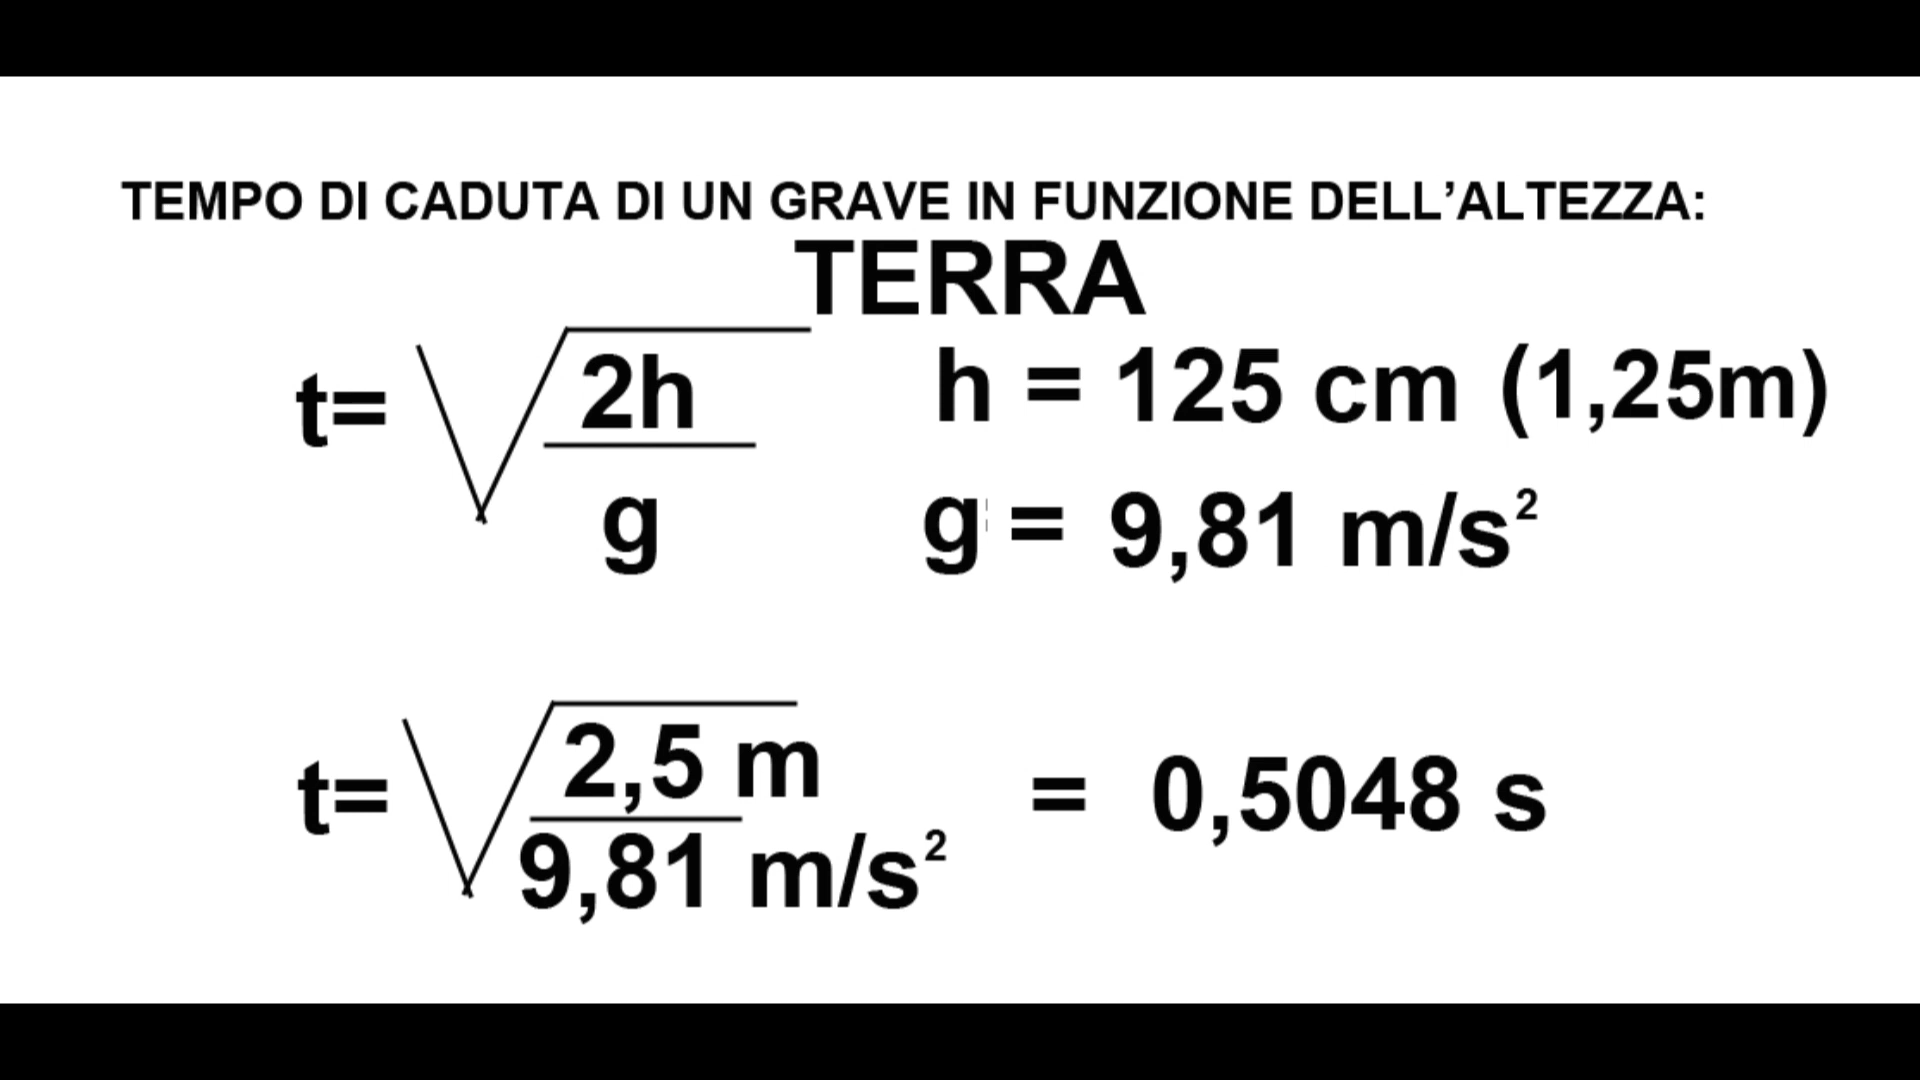 TEMPO DI CADUTA DI UN GRAVE IN FUNZIONE DELL’ALTEZZA:
TERRA
t= √ 2h / g
h = 125 cm (1,25m)
g = 9,81 m/s²
t= √ 2,5 m / 9,81 m/s² = 0,5048 s